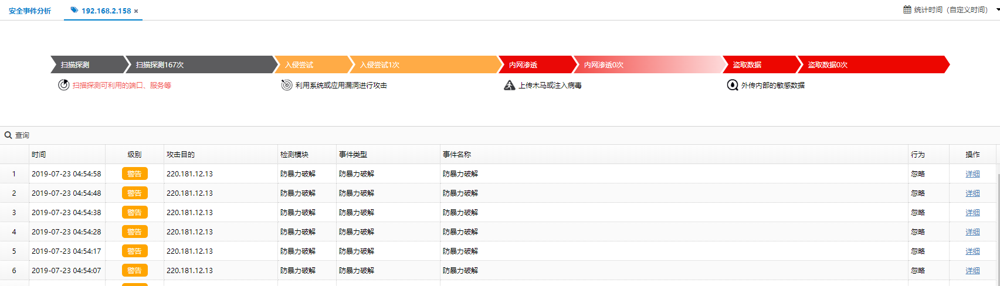 安全事件分析 192.168.2.158 × 统计时间（自定义时间）
扫描探测 扫描探测167次 入侵尝试 入侵尝试1次 内网渗透 内网渗透0次 盗取数据 盗取数据0次
扫描探测可利用的端口、服务等 利用系统或应用漏洞进行攻击 上传木马或注入病毒 外传内部的敏感数据
查询
时间 级别 攻击目的 检测模块 事件类型 事件名称 行为 操作
1 2019-07-23 04:54:58 警告 220.181.12.13 防暴力破解 防暴力破解 防暴力破解 忽略 详细
2 2019-07-23 04:54:48 警告 220.181.12.13 防暴力破解 防暴力破解 防暴力破解 忽略 详细
3 2019-07-23 04:54:38 警告 220.181.12.13 防暴力破解 防暴力破解 防暴力破解 忽略 详细
4 2019-07-23 04:54:28 警告 220.181.12.13 防暴力破解 防暴力破解 防暴力破解 忽略 详细
5 2019-07-23 04:54:17 警告 220.181.12.13 防暴力破解 防暴力破解 防暴力破解 忽略 详细
6 2019-07-23 04:54:07 警告 220.181.12.13 防暴力破解 防暴力破解 防暴力破解 忽略 详细